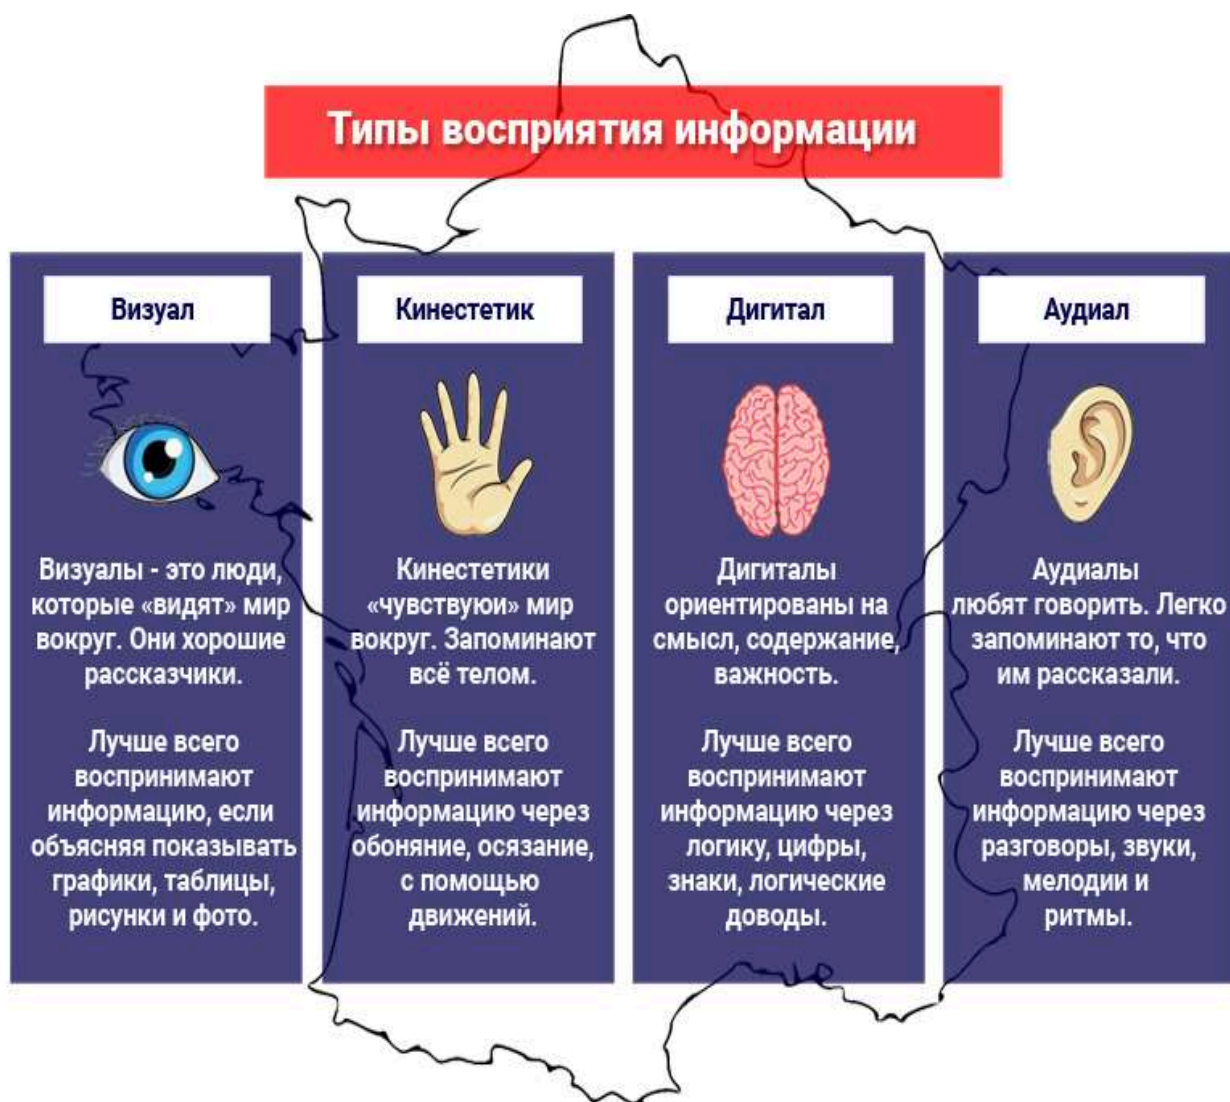 Типы восприятия информации
Визуал
Визуалы - это люди,
которые «видят» мир
вокруг. Они хорошие
рассказчики.
Лучше всего
воспринимают
информацию, если
объясняя показывать
графики, таблицы,
рисунки и фото.
Кинестетик
Кинестетики
«чувствуюи» мир
вокруг. Запоминают
всё телом.
Лучше всего
воспринимают
информацию через
обоняние, осязание,
с помощью
движений.
Дигитал
Дигиталы
ориентированы на
смысл, содержание,
важность.
Лучше всего
воспринимают
информацию через
логику, цифры,
знаки, логические
доводы.
Аудиал
Аудиалы
любят говорить. Легко
запоминают то, что
им рассказали.
Лучше всего
воспринимают
информацию через
разговоры, звуки,
мелодии и
ритмы.